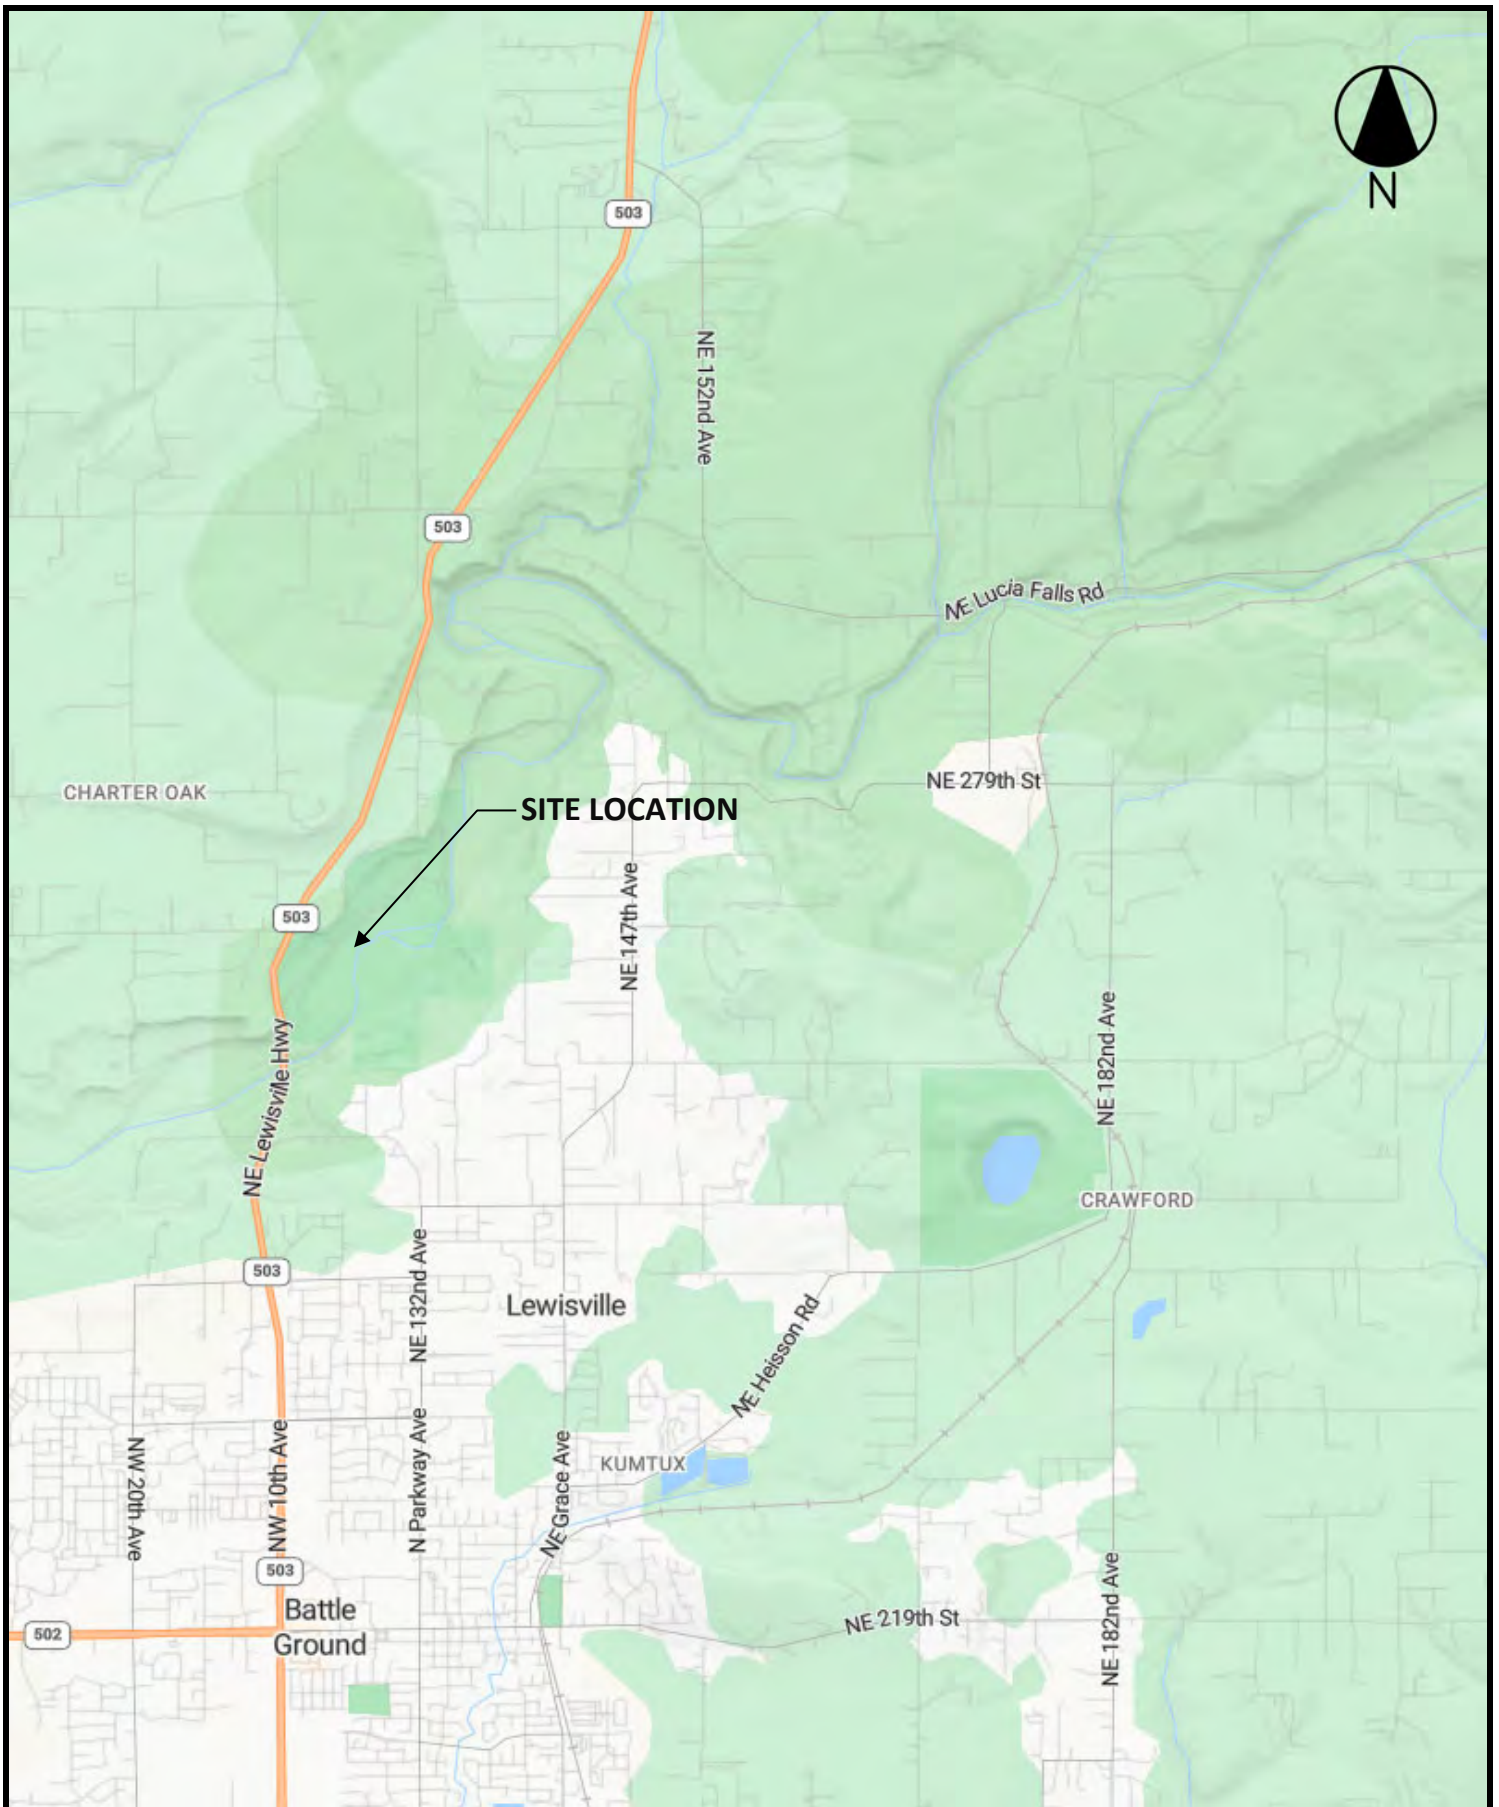 N
503
NE 152nd Ave
503
NE Lucia Falls Rd
NE 279th St
CHARTER OAK
SITE LOCATION
NE 147th Ave
503
NE 182nd Ave
NE Lewisville Hwy
CRAWFORD
503
NE 132nd Ave
Lewisville
NE Heisson Rd
NW 20th Ave
NW 10th Ave
N Parkway Ave
NE Grace Ave
KUMTUX
503
Battle
Ground
502
NE 219th St
NE 182nd Ave